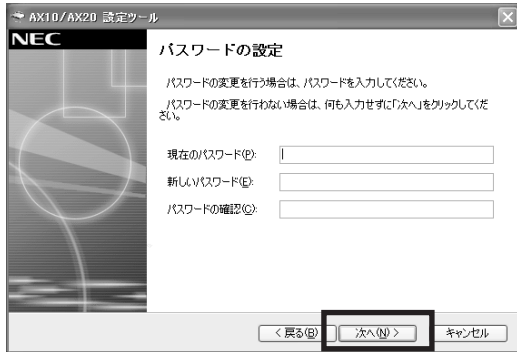 AX10/AX20 設定ツール
NEC
パスワードの設定
パスワードの変更を行う場合は、パスワードを入力してください。
パスワードの変更を行わない場合は、何も入力せずに「次へ」をクリックしてくだ
さい。
現在のパスワード(P):
新しいパスワード(E):
パスワードの確認(C):
< 戻る(B)
次へ(N) >
キャンセル